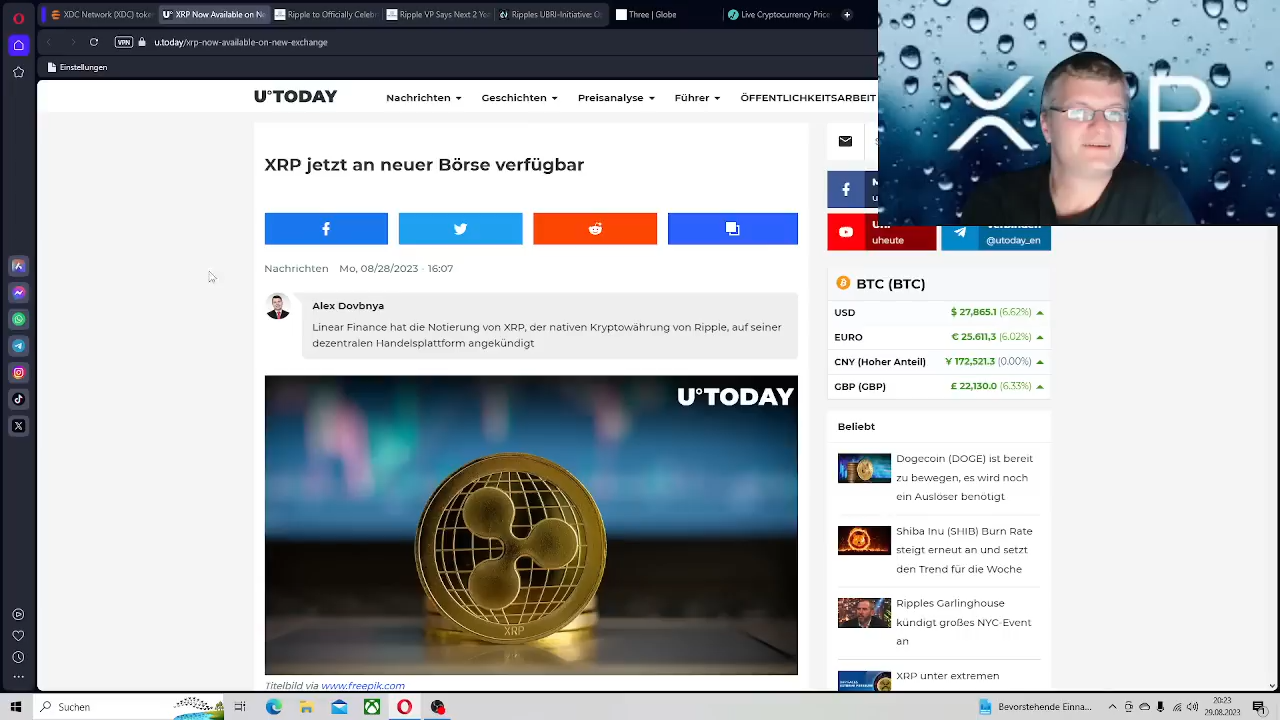 XDC Network (XDC) token
XRP Now Available on Ne
Ripple to Officially Celebr
Ripple VP Says Next 2 Ye
Ripples UBRI-Initiative: Op
Three | Globe
Live Cryptocurrency Price
VPN
u.today/xrp-now-available-on-new-exchange
Einstellungen
U°TODAY
Nachrichten
Geschichten
Preisanalyse
Führer
ÖFFENTLICHKEITSARBEIT
XRP
XRP jetzt an neuer Börse verfügbar
Nachrichten Mo, 08/28/2023 - 16:07
Alex Dovbnya
Linear Finance hat die Notierung von XRP, der nativen Kryptowährung von Ripple, auf seiner
dezentralen Handelsplattform angekündigt
U°TODAY
XRP
Titelbild via www.freepik.com
uheute
@utoday_en
BTC (BTC)
USD $ 27,865.1 (6.62%)
EURO € 25.611,3 (6.02%)
CNY (Hoher Anteil) ¥ 172,521.3 (0.00%)
GBP (GBP) £ 22,130.0 (6.33%)
Beliebt
Dogecoin (DOGE) ist bereit
zu bewegen, es wird noch
ein Auslöser benötigt
Shiba Inu (SHIB) Burn Rate
steigt erneut an und setzt
den Trend für die Woche
Ripples Garlinghouse
kündigt großes NYC-Event
an
XRP unter extremen
Suchen
Bevorstehende Einna...
20:23
29.08.2023